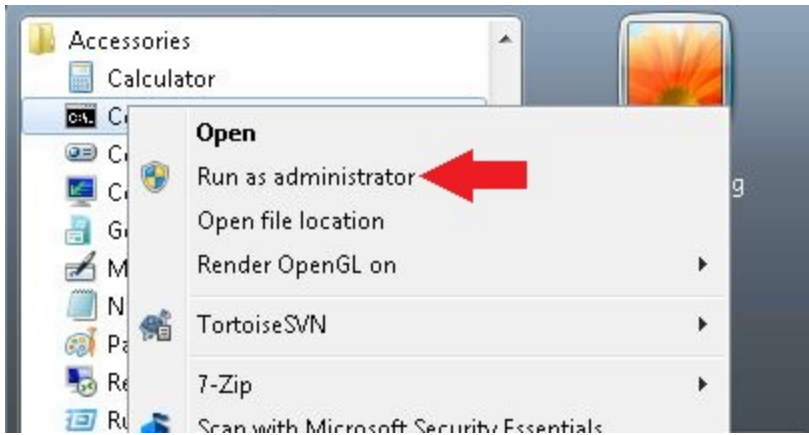 Accessories
Calculator
C:\.
Open
Run as administrator
g
Open file location
Render OpenGL on
TortoiseSVN
7-Zip
Scan with Microsoft Security Essentials